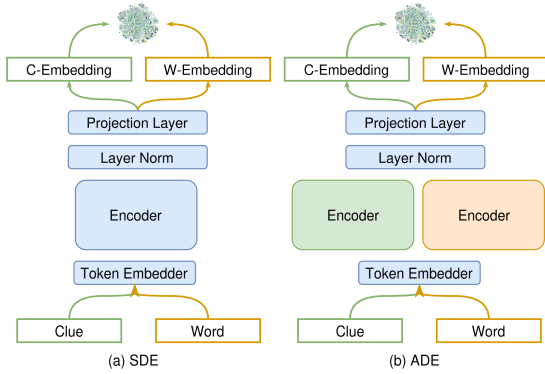 C-Embedding W-Embedding C-Embedding W-Embedding
Projection Layer Projection Layer
Layer Norm Layer Norm
Encoder Encoder Encoder
Token Embedder Token Embedder
Clue Word Clue Word
(a) SDE (b) ADE